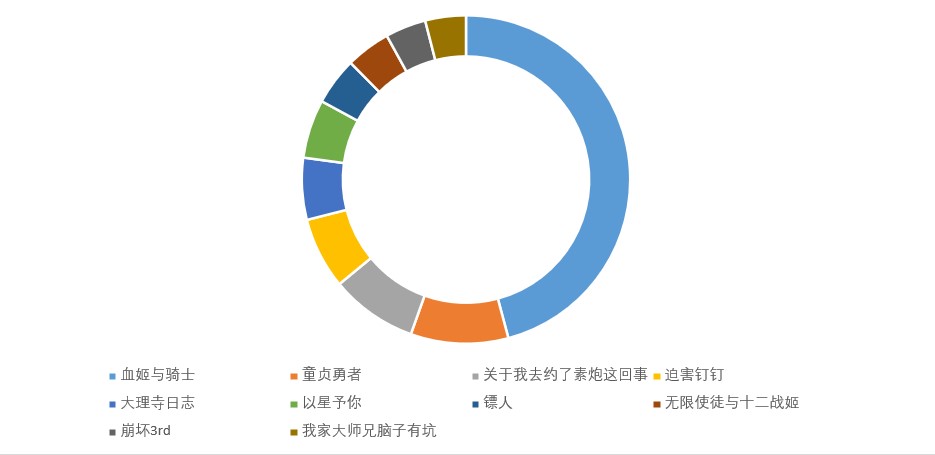 血姬与骑士 童贞勇者 关于我去约了素炮这回事 迫害钉钉
大理寺日志 以星予你 镖人 无限使徒与十二战姬
崩坏3rd 我家大师兄脑子有坑